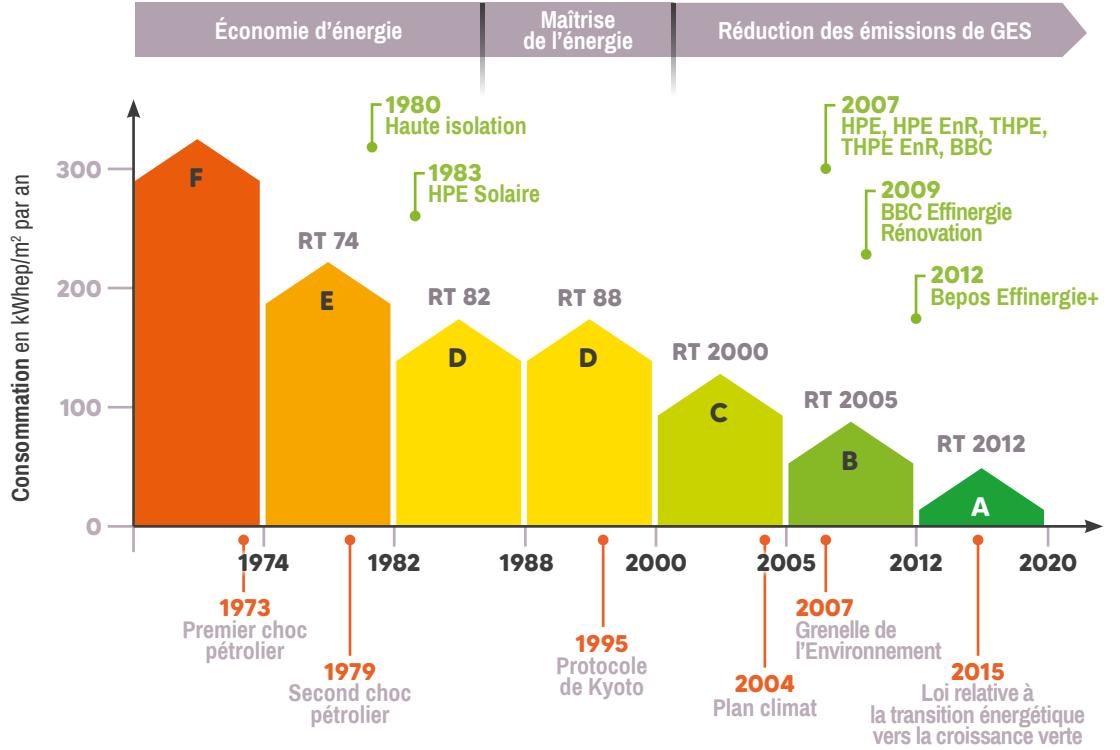 Économie d'énergie
Maîtrise
de l'énergie
Réduction des émissions de GES
1980
Haute isolation
1983
HPE Solaire
2007
HPE, HPE EnR, THPE,
THPE EnR, BBC
2009
BBC Effinergie
Rénovation
2012
Bepos Effinergie+
Consommation en kWhep/m² par an
300
200
100
0
F
RT 74
E
RT 82
D
RT 88
D
RT 2000
C
RT 2005
B
RT 2012
A
1974
1982
1988
2000
2005
2012
2020
1973
Premier choc
pétrolier
1979
Second choc
pétrolier
1995
Protocole
de Kyoto
2004
Plan climat
2007
Grenelle de
l'Environnement
2015
Loi relative à
la transition énergétique
vers la croissance verte